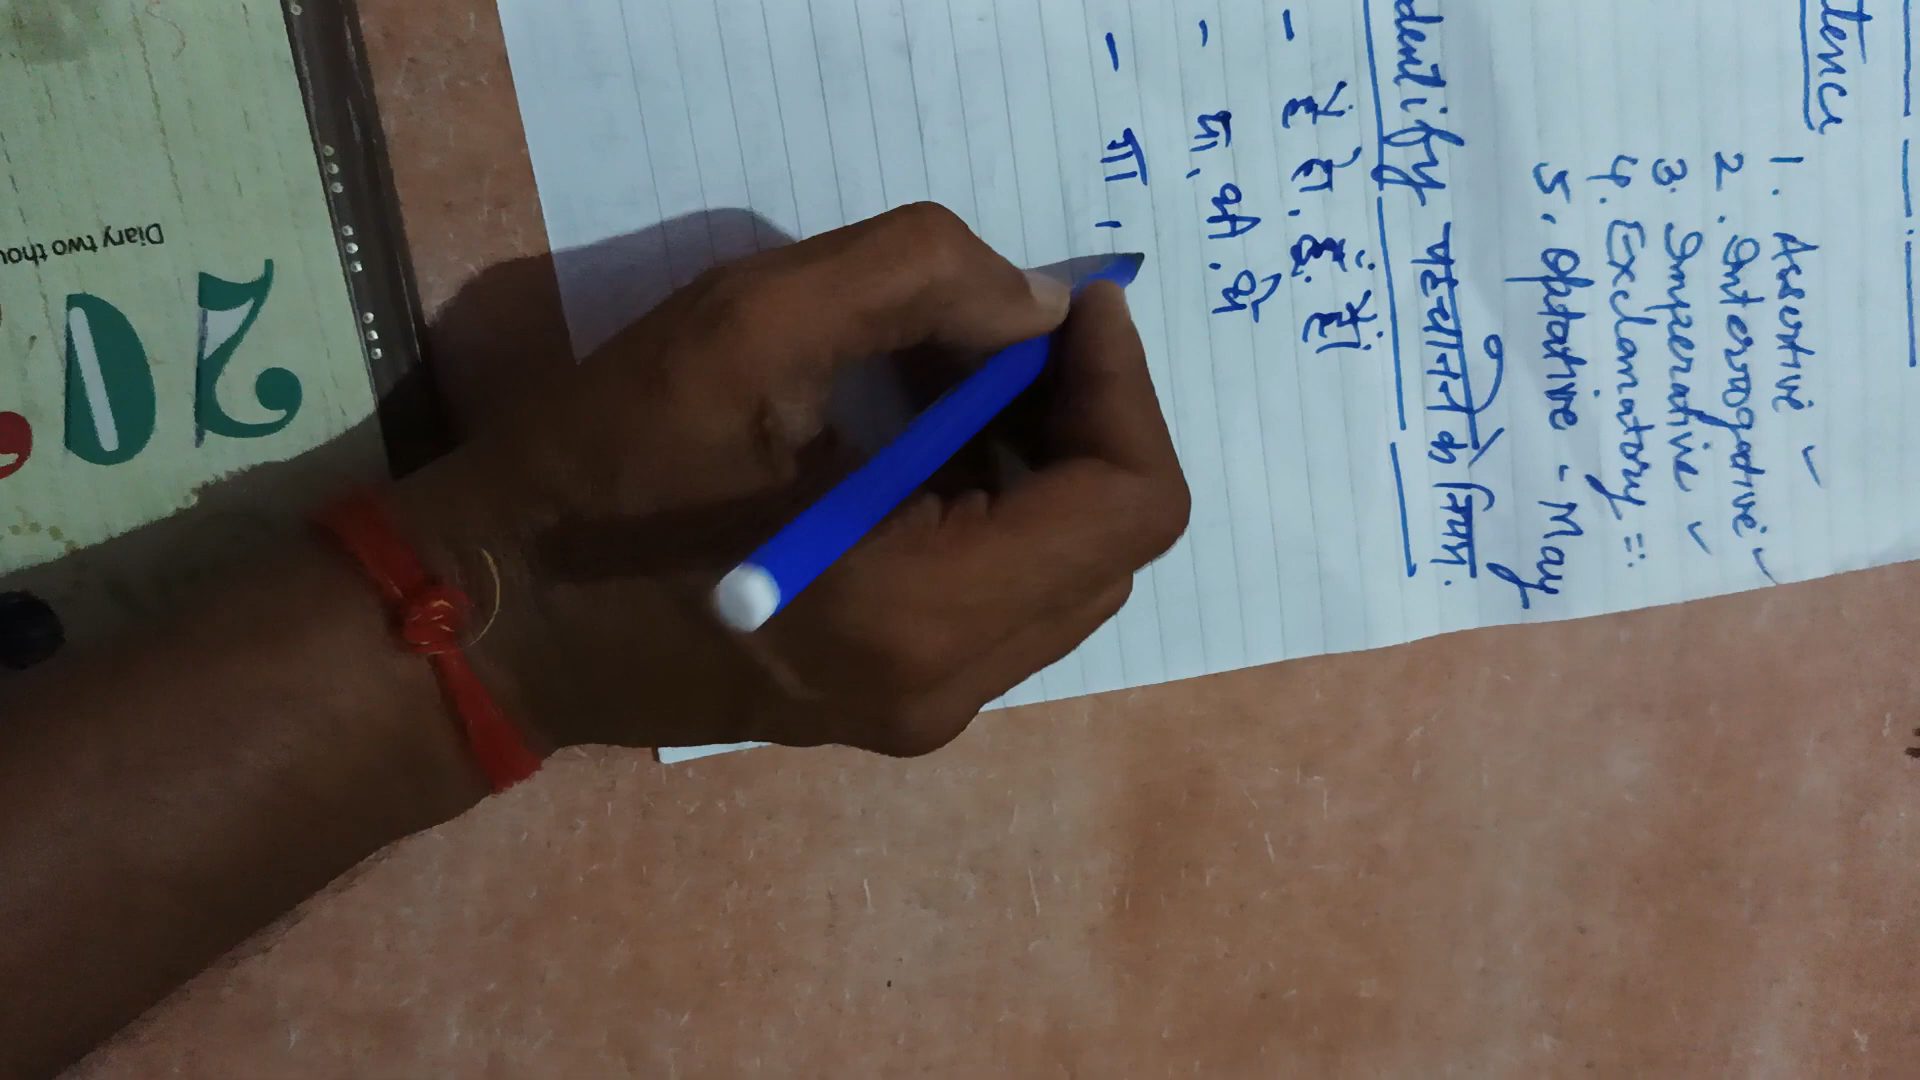 tence
1. Assertive ✓
2. Interrogative ✓
3. Imperative ✓
4. Exclamatory =:
5. Optative - May
dentify पहचानने के नियम.
- है हो, हूँ, हो
- था, थी, थे
- गा,
Diary two thou
20